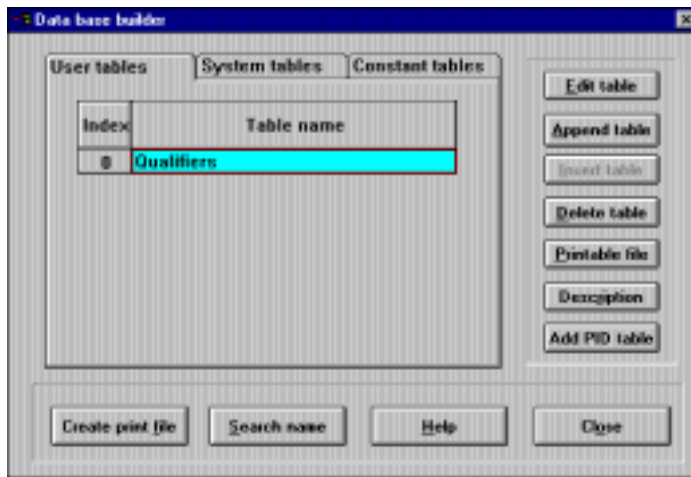 Data base builder
User tables
System tables
Constant tables
Index
Table name
0
Qualifiers
Edit table
Append table
Insert table
Delete table
Printable file
Description
Add PID table
Create print file
Search name
Help
Close